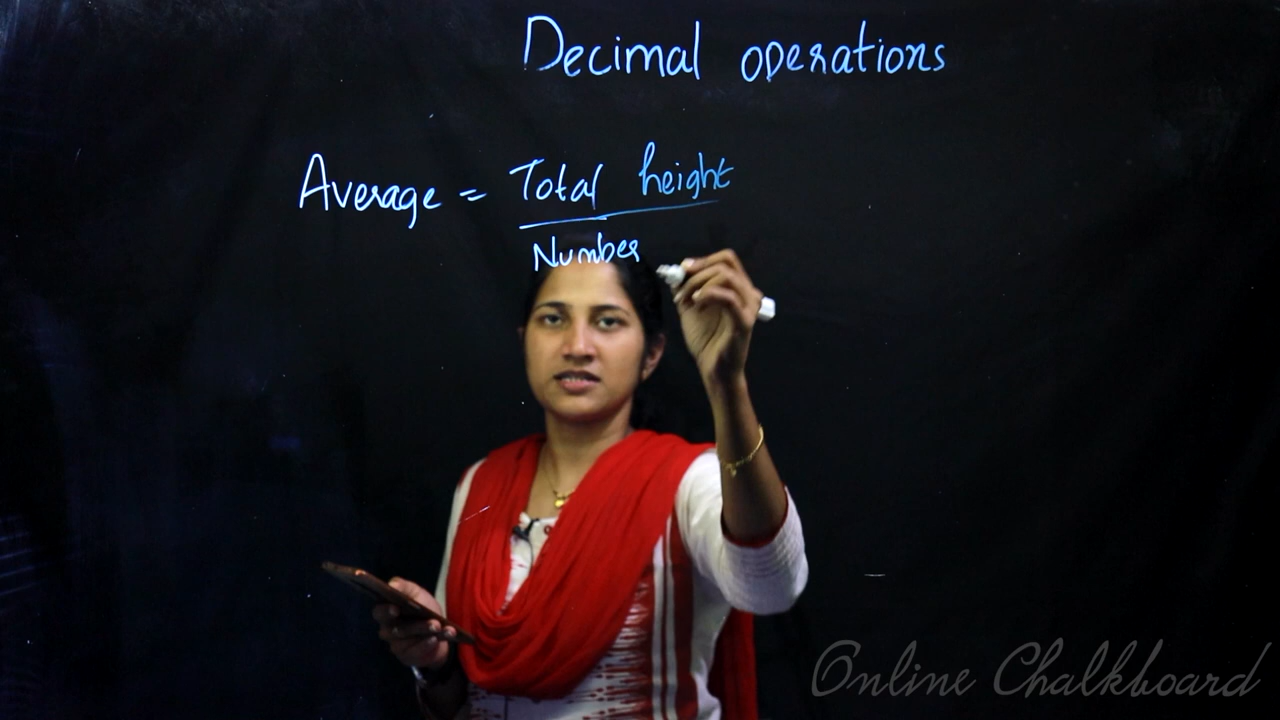 Decimal operations
Average = Total height
Number
Online Chalkboard